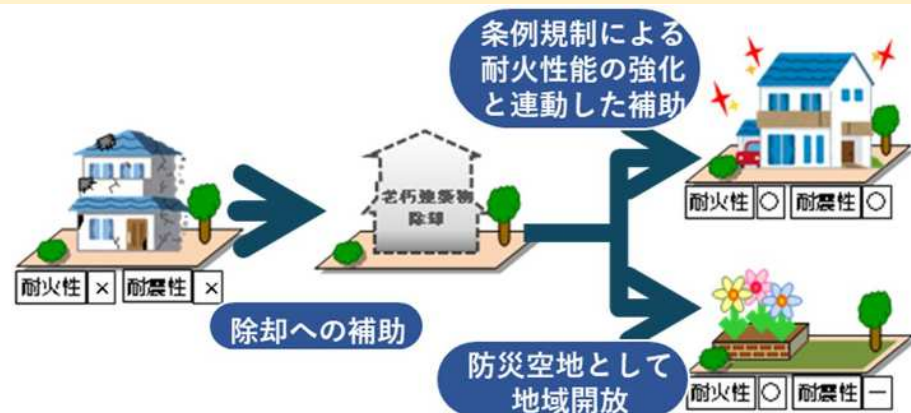 条例規制による
耐火性能の強化
と連動した補助
老朽建築物
除却
耐火性 ○ 耐震性 ○
耐火性 × 耐震性 ×
除却への補助
防災空地として
地域開放
耐火性 ○ 耐震性 ー